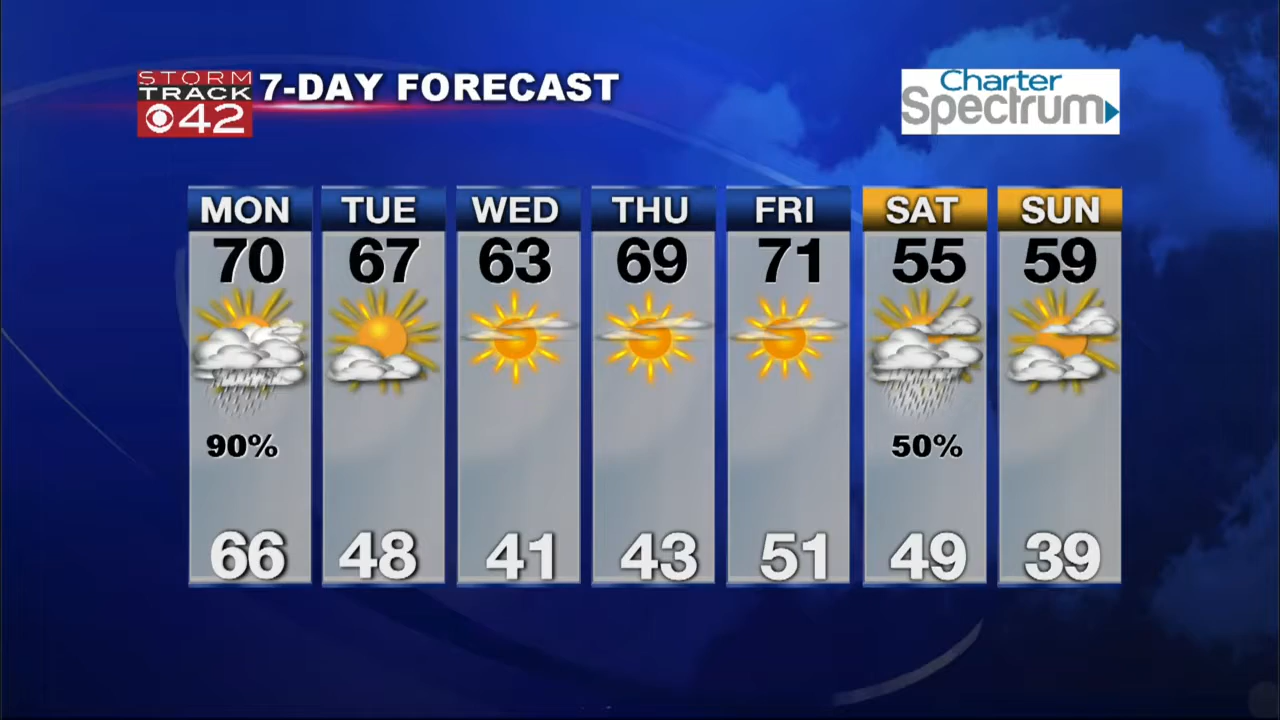 STORM
TRACK
42
7-DAY FORECAST
Charter
Spectrum
MON TUE WED THU FRI SAT SUN
70 67 63 69 71 55 59
90% 50%
66 48 41 43 51 49 39